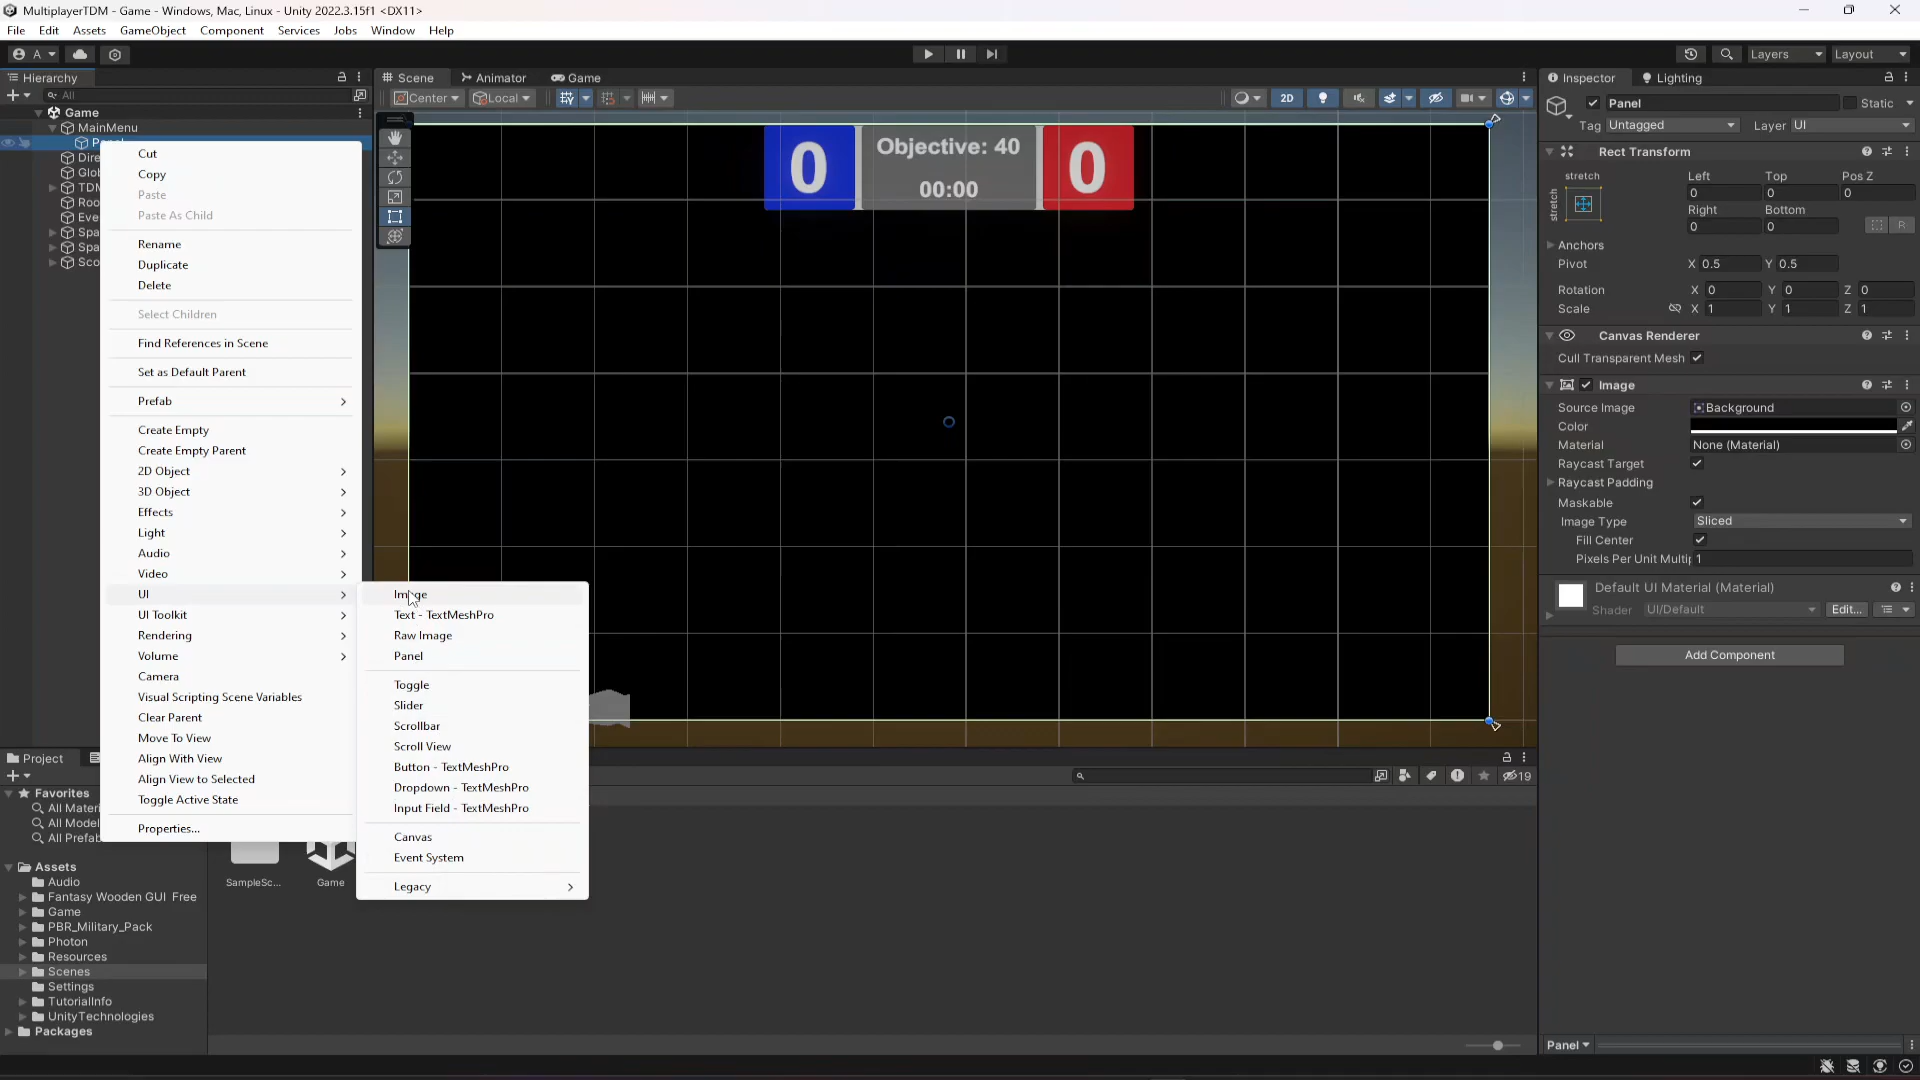 MultiplayerTDM - Game - Windows, Mac, Linux - Unity 2022.3.15f1 <DX11>
File Edit Assets GameObject Component Services Jobs Window Help
A
Layers
Layout
Hierarchy
All
Game
MainMenu
TDM
Scene
Animator
Game
Center
Local
2D
0
Objective: 40
00:00
0
Cut
Copy
Paste
Paste As Child
Rename
Duplicate
Delete
Select Children
Find References in Scene
Set as Default Parent
Prefab
Create Empty
Create Empty Parent
2D Object
3D Object
Effects
Light
Audio
Video
UI
UI Toolkit
Rendering
Volume
Camera
Visual Scripting Scene Variables
Clear Parent
Move To View
Align With View
Align View to Selected
Toggle Active State
Properties...
Image
Text - TextMeshPro
Raw Image
Panel
Toggle
Slider
Scrollbar
Scroll View
Button - TextMeshPro
Dropdown - TextMeshPro
Input Field - TextMeshPro
Canvas
Event System
Legacy
Inspector
Lighting
Panel
Static
Tag Untagged
Layer UI
Rect Transform
stretch
stretch
Left Top Pos Z
0 0 0
Right Bottom
0 0
R
Anchors
Pivot X 0.5 Y 0.5
Rotation X 0 Y 0 Z 0
Scale X 1 Y 1 Z 1
Canvas Renderer
Cull Transparent Mesh
Image
Source Image Background
Color
Material None (Material)
Raycast Target
Raycast Padding
Maskable
Image Type Sliced
Fill Center
Pixels Per Unit Multi 1
Default UI Material (Material)
Shader UI/Default Edit...
Add Component
Project
19
Favorites
All Materi
All Model
All Prefab
Assets
Audio
Fantasy Wooden GUI Free
Game
PBR_Military_Pack
Photon
Resources
Scenes
Settings
TutorialInfo
UnityTechnologies
Packages
SampleSc...
Game
Panel